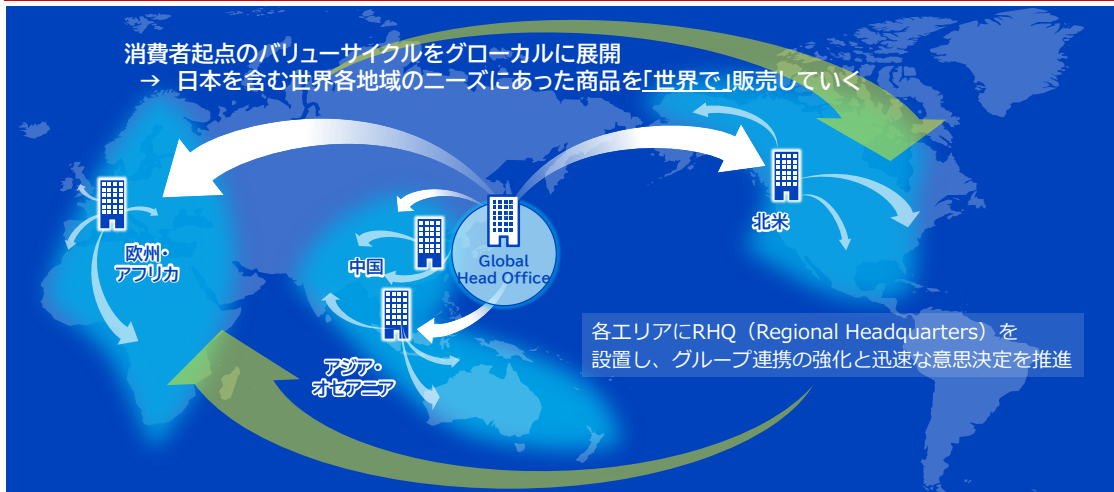 消費者起点のバリューサイクルをグローカルに展開
→ 日本を含む世界各地域のニーズにあった商品を「世界で」販売していく
欧州・
アフリカ
中国
Global
Head Office
北米
アジア・
オセアニア
各エリアにRHQ（Regional Headquarters）を
設置し、グループ連携の強化と迅速な意思決定を推進